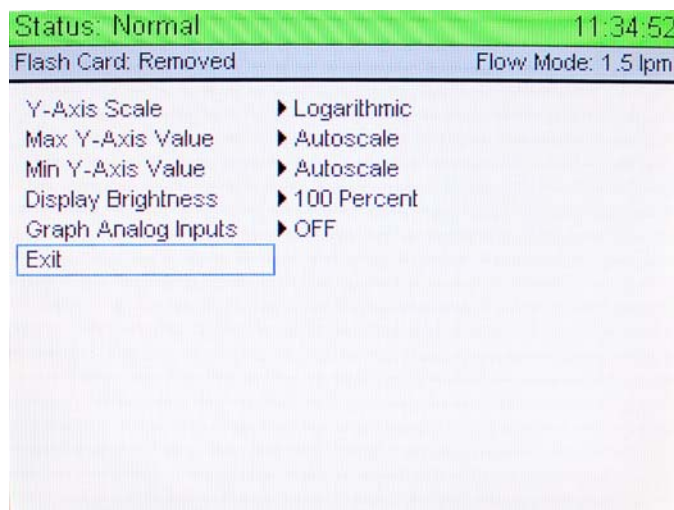 Status: Normal 11:34:52
Flash Card: Removed Flow Mode: 1.5 lpm
Y-Axis Scale Logarithmic
Max Y-Axis Value Autoscale
Min Y-Axis Value Autoscale
Display Brightness 100 Percent
Graph Analog Inputs OFF
Exit